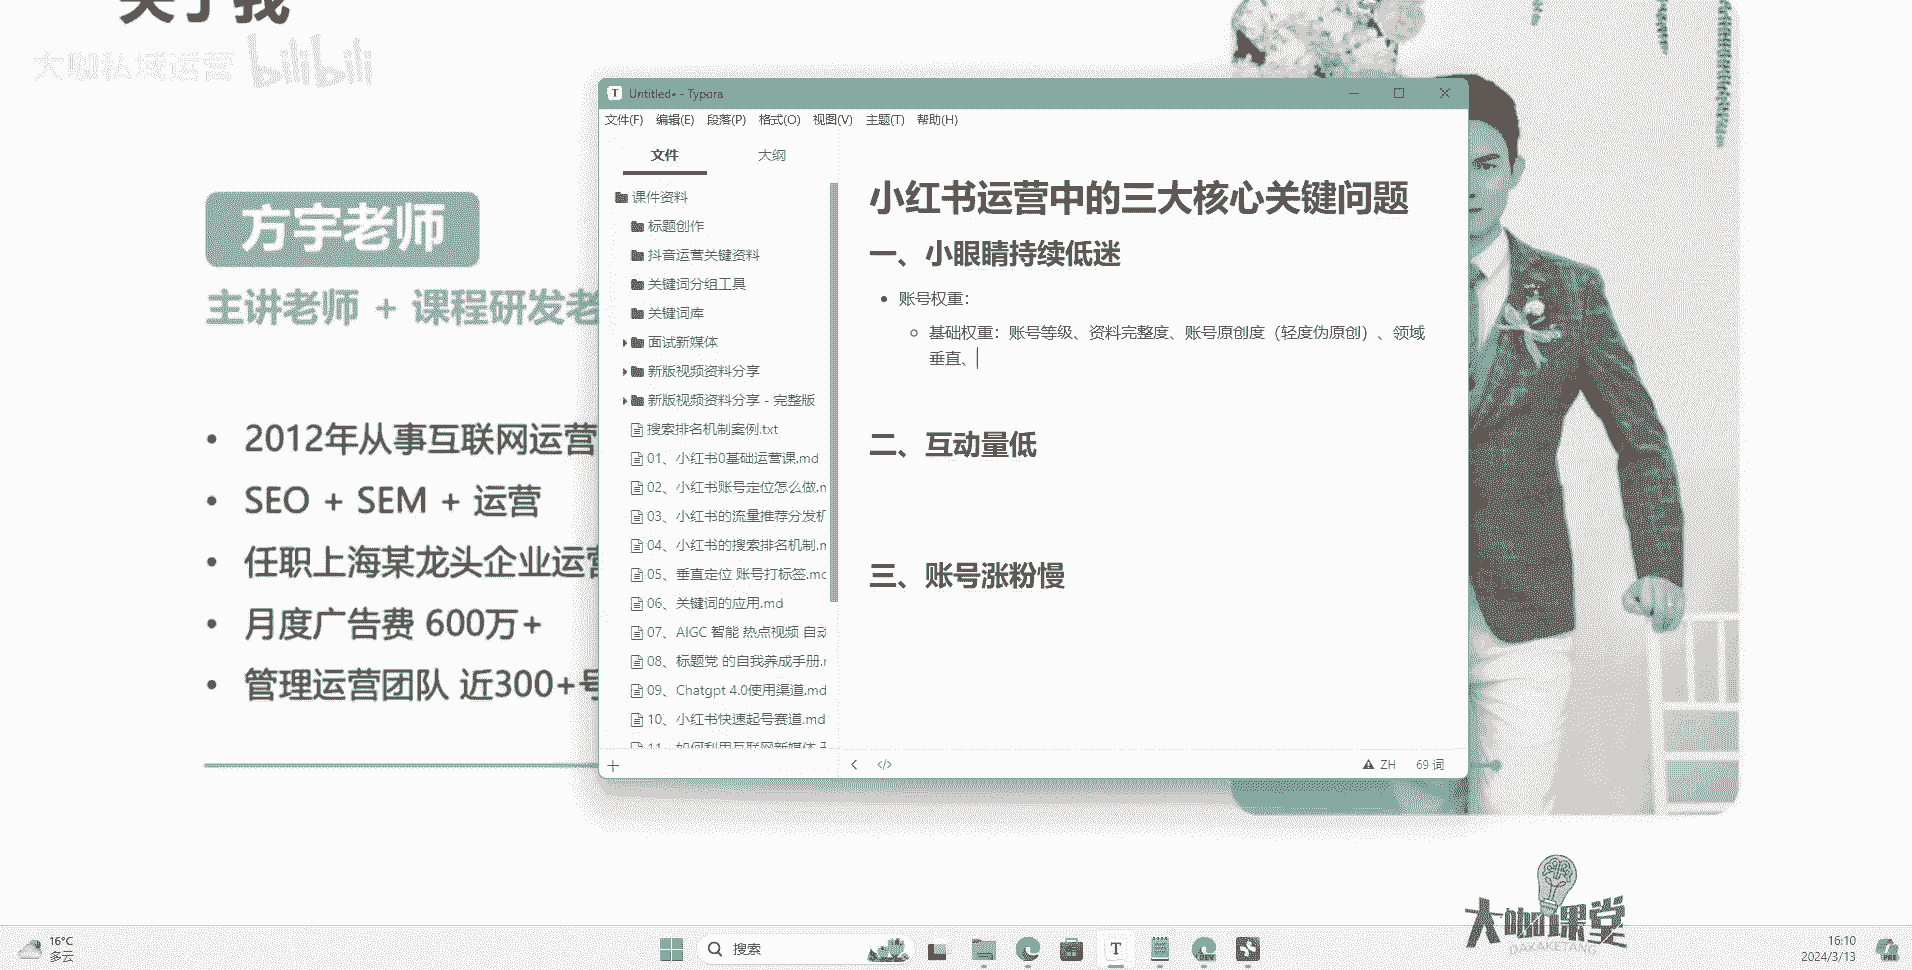 关于我
大咖私域运营 bilibili
方宇老师
主讲老师 + 课程研发老
2012年从事互联网运营
SEO + SEM + 运营
任职上海某龙头企业运营
月度广告费 600万+
管理运营团队 近300+号
Untitled• - Typora
文件(F) 编辑(E) 段落(P) 格式(O) 视图(V) 主题(T) 帮助(H)
文件 大纲
课件资料
标题创作
抖音运营关键资料
关键词分组工具
关键词库
面试新媒体
新版视频资料分享
新版视频资料分享 - 完整版
搜索排名机制案例.txt
01、小红书0基础运营课.md
02、小红书账号定位怎么做.m
03、小红书的流量推荐分发机
04、小红书的搜索排名机制.m
05、垂直定位 账号打标签.md
06、关键词的应用.md
07、AIGC 智能 热点视频 自动
08、标题党 的自我养成手册.m
09、Chatgpt 4.0使用渠道.md
10、小红书快速起号赛道.md
11、如何利用互联网新媒体
小红书运营中的三大核心关键问题
一、小眼睛持续低迷
账号权重：
基础权重：账号等级、资料完整度、账号原创度（轻度伪原创）、领域
垂直、
二、互动量低
三、账号涨粉慢
ZH 69 词
大咖课堂
DAKAKETANG
16°C
多云
搜索
16:10
2024/3/13